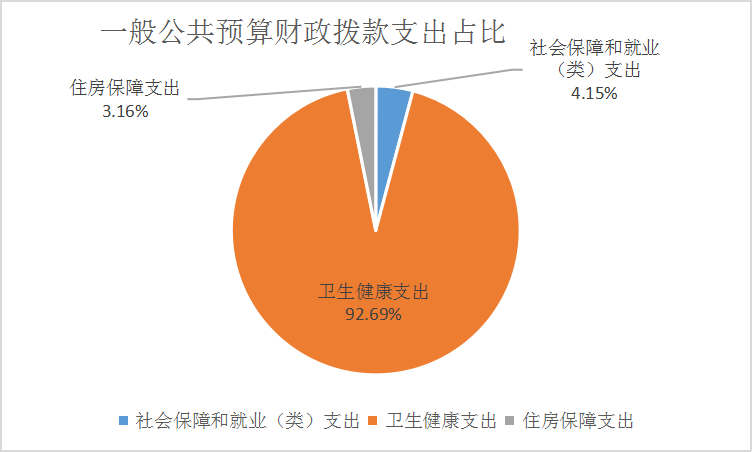 一般公共预算财政拨款支出占比
社会保障和就业
（类）支出
4.15%
住房保障支出
3.16%
卫生健康支出
92.69%
社会保障和就业（类）支出 卫生健康支出 住房保障支出